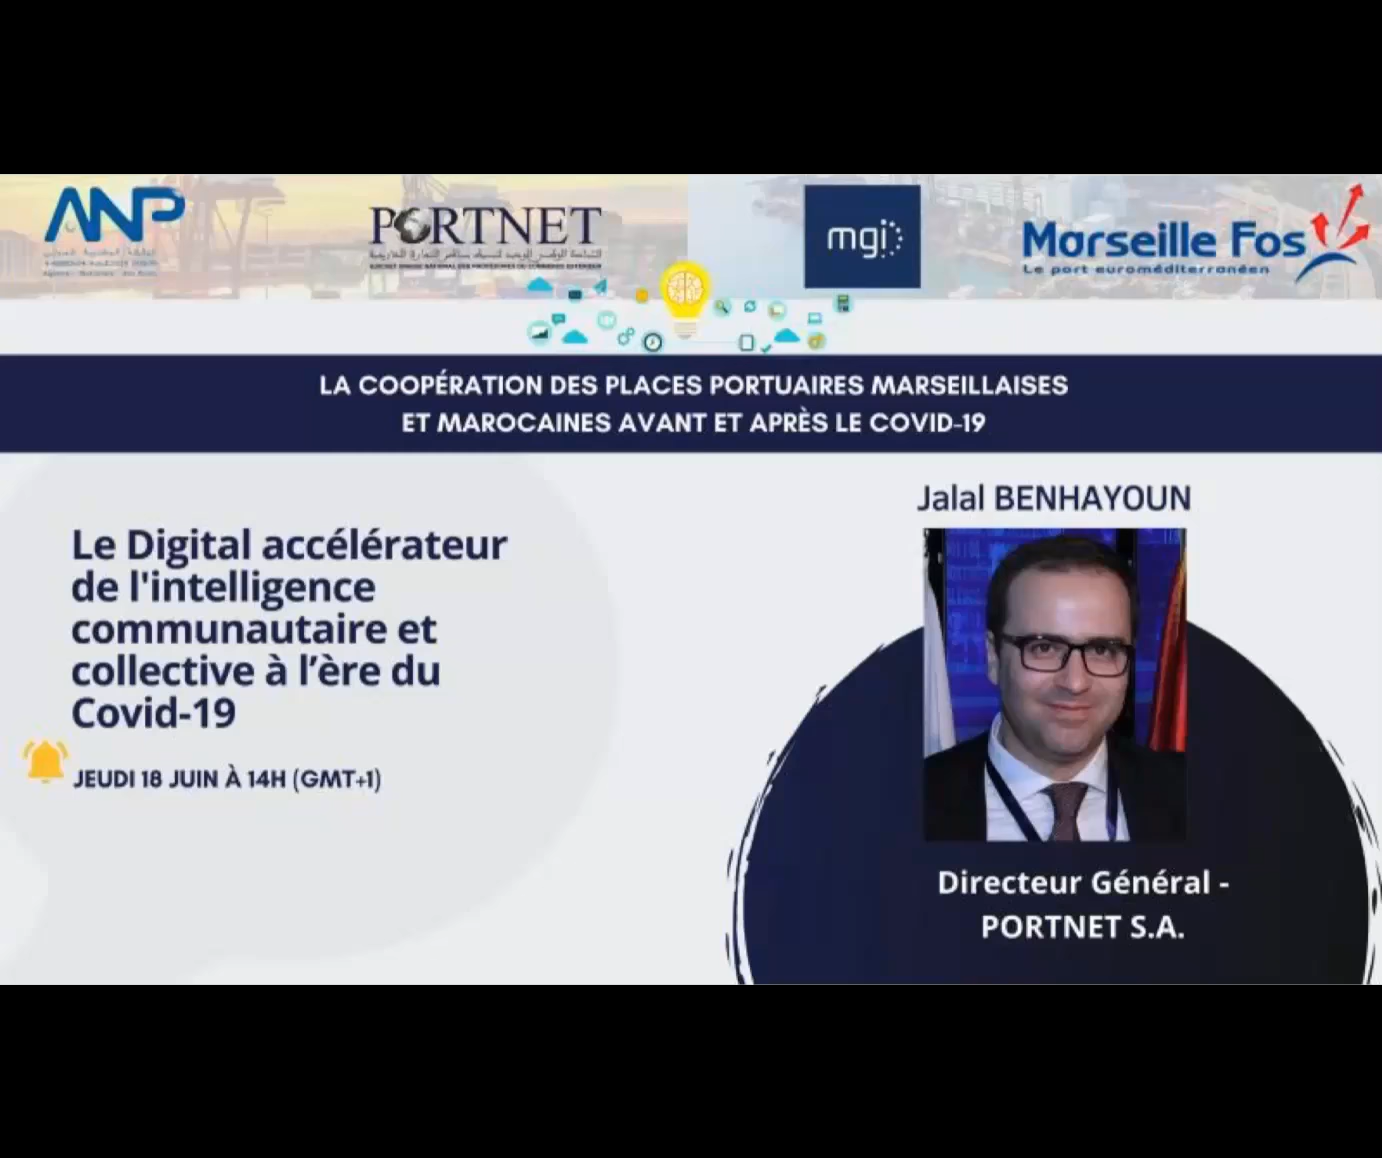 ANP
PORTNET
mgi
Marseille Fos
Le port euroméditerranéen
LA COOPÉRATION DES PLACES PORTUAIRES MARSEILLAISES
ET MAROCAINES AVANT ET APRÈS LE COVID-19
Jalal BENHAYOUN
Le Digital accélérateur
de l'intelligence
communautaire et
collective à l’ère du
Covid-19
JEUDI 18 JUIN À 14H (GMT+1)
Directeur Général -
PORTNET S.A.